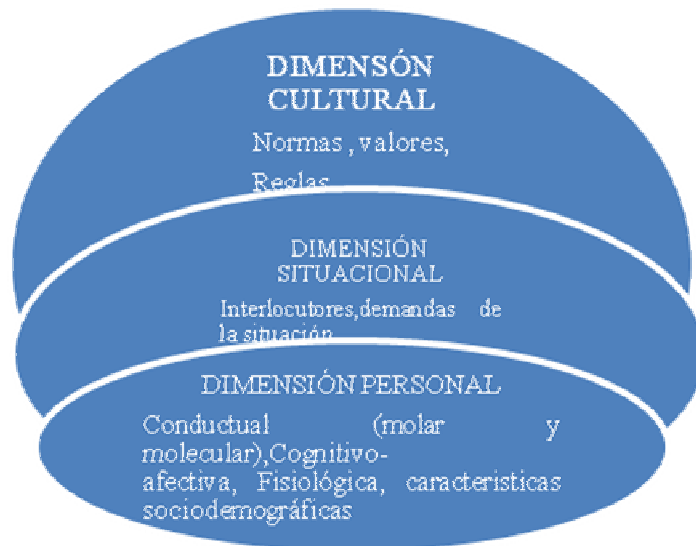 DIMENSÓN
CULTURAL
Normas , valores,
Reglas
DIMENSIÓN
SITUACIONAL
Interlocutores,demandas de
la situación
DIMENSIÓN PERSONAL
Conductual (molar y
molecular),Cognitivo-
afectiva, Fisiológica, caracteristicas
sociodemográficas